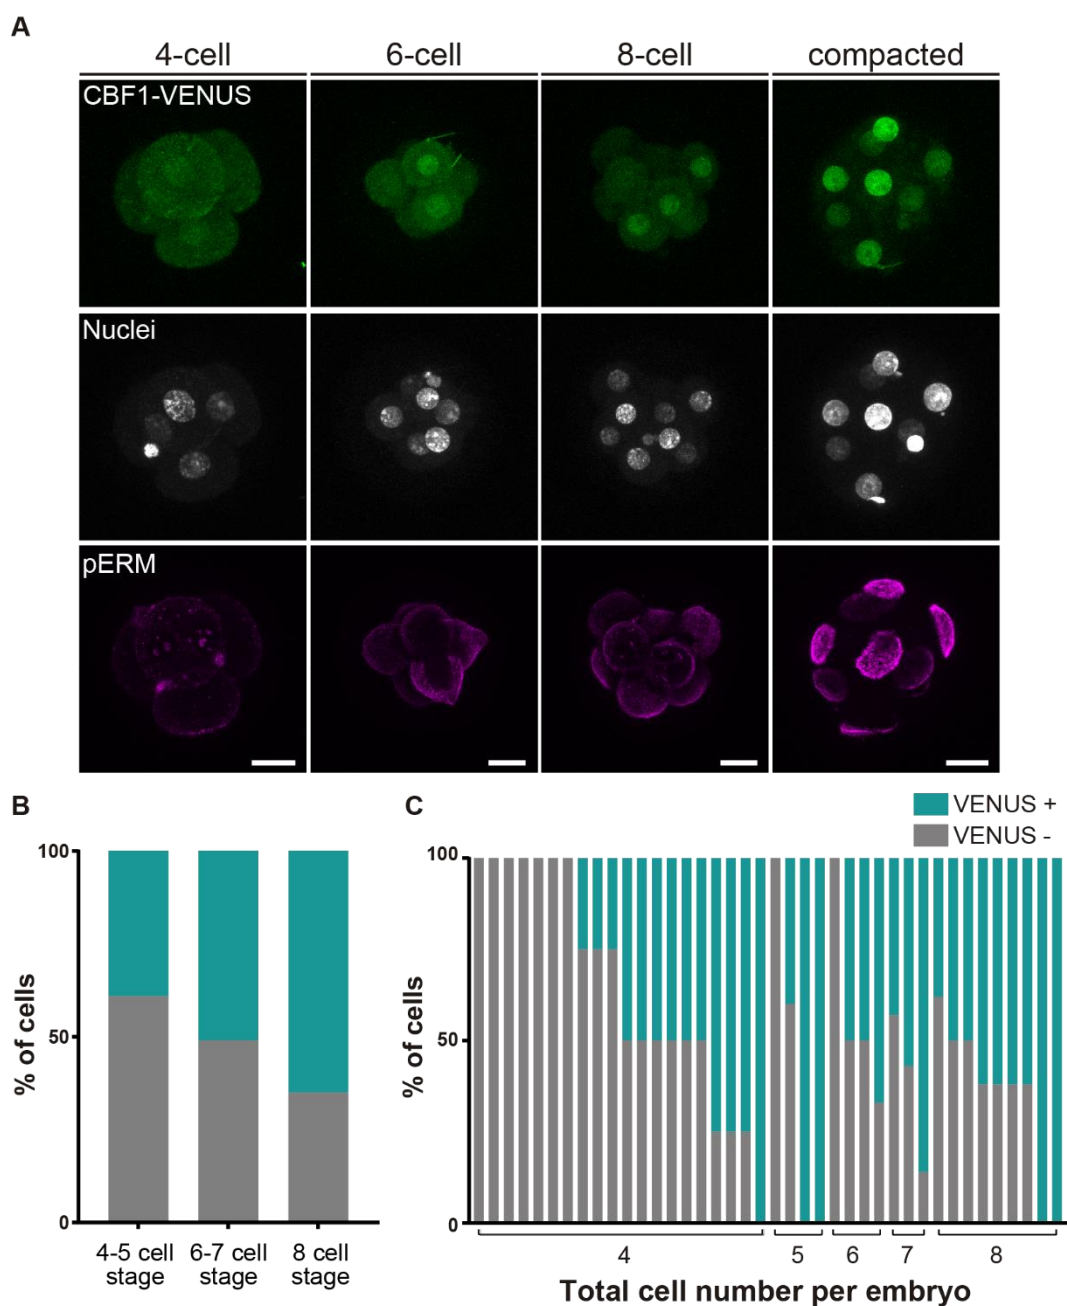 A
4-cell
6-cell
8-cell
compacted
CBF1-VENUS
Nuclei
pERM
B
100
50
0
% of cells
4-5 cell
stage
6-7 cell
stage
8 cell
stage
C
VENUS +
VENUS -
100
50
0
% of cells
4
5
6
7
8
Total cell number per embryo